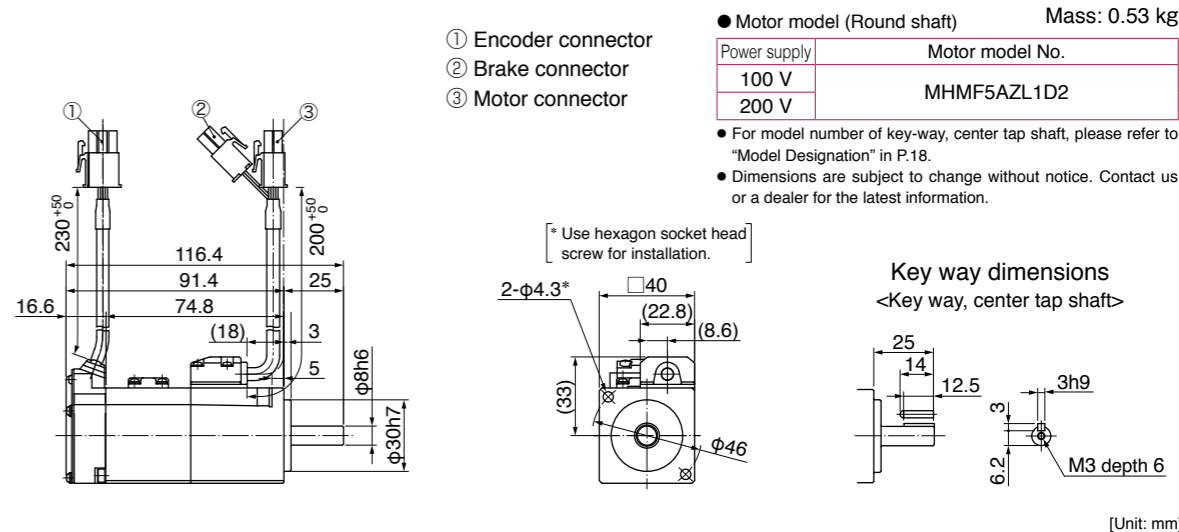 ① Encoder connector
② Brake connector
③ Motor connector
● Motor model (Round shaft)
Mass: 0.53 kg
Power supply
Motor model No.
100 V
200 V
MHMF5AZL1D2
● For model number of key-way, center tap shaft, please refer to
“Model Designation” in P.18.
● Dimensions are subject to change without notice. Contact us
or a dealer for the latest information.
①
②
③
230 +50 0
200 +50 0
116.4
91.4
25
16.6
74.8
(18)
3
5
φ8h6
φ30h7
* Use hexagon socket head
screw for installation.
2-φ4.3*
□40
(22.8)
(8.6)
(33)
φ46
Key way dimensions
<Key way, center tap shaft>
25
14
12.5
3h9
3
6.2
M3 depth 6
[Unit: mm]